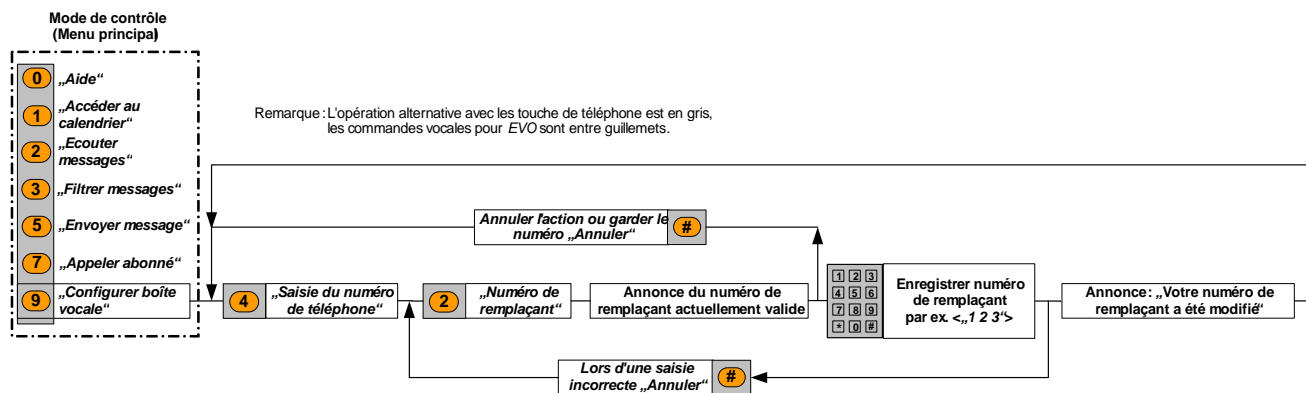 Mode de contrôle
(Menu principal)
0 „Aide“
1 „Accéder au
calendrier“
2 „Ecouter
messages“
3 „Filtrer messages“
5 „Envoyer message“
7 „Appeler abonné“
9 „Configurer boîte
vocale“
Remarque : L'opération alternative avec les touche de téléphone est en gris,
les commandes vocales pour EVO sont entre guillemets.
Annuler l'action ou garder le
numéro „Annuler“ #
4 „Saisie du numéro
de téléphone“
2 „Numéro de
remplaçant“
Annonce du numéro de
remplaçant actuellement valide
1 2 3
4 5 6
7 8 9
* 0 #
Enregistrer numéro
de remplaçant
par ex. <„1 2 3“>
Annonce: „Votre numéro de
remplaçant a été modifié“
Lors d'une saisie
incorrecte „Annuler“ #